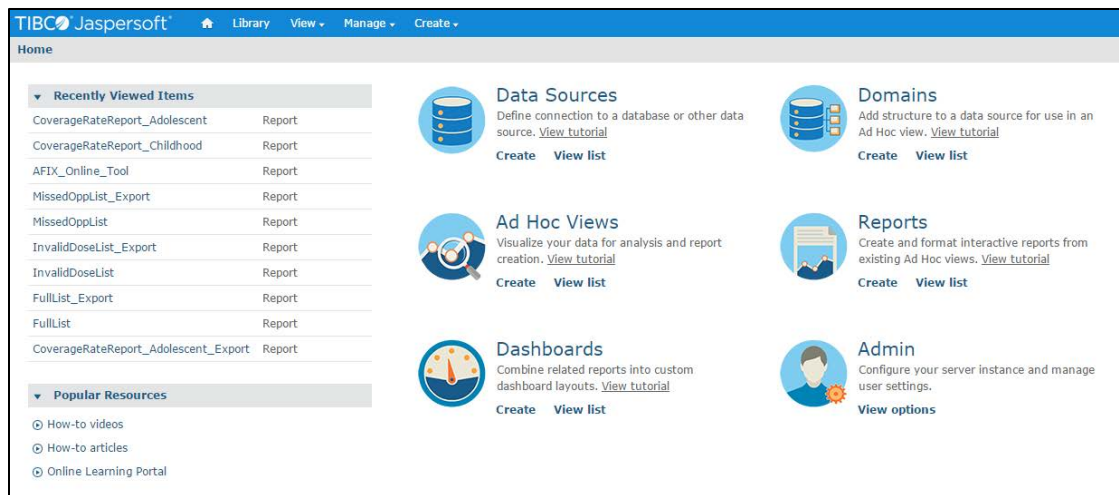 TIBCO Jaspersoft Library View Manage Create
Home
Recently Viewed Items
CoverageRateReport_Adolescent Report
CoverageRateReport_Childhood Report
AFIX_Online_Tool Report
MissedOppList_Export Report
MissedOppList Report
InvalidDoseList_Export Report
InvalidDoseList Report
FullList_Export Report
FullList Report
CoverageRateReport_Adolescent_Export Report
Popular Resources
How-to videos
How-to articles
Online Learning Portal
Data Sources
Define connection to a database or other data
source. View tutorial
Create View list
Domains
Add structure to a data source for use in an
Ad Hoc view. View tutorial
Create View list
Ad Hoc Views
Visualize your data for analysis and report
creation. View tutorial
Create View list
Reports
Create and format interactive reports from
existing Ad Hoc views. View tutorial
Create View list
Dashboards
Combine related reports into custom
dashboard layouts. View tutorial
Create View list
Admin
Configure your server instance and manage
user settings.
View options